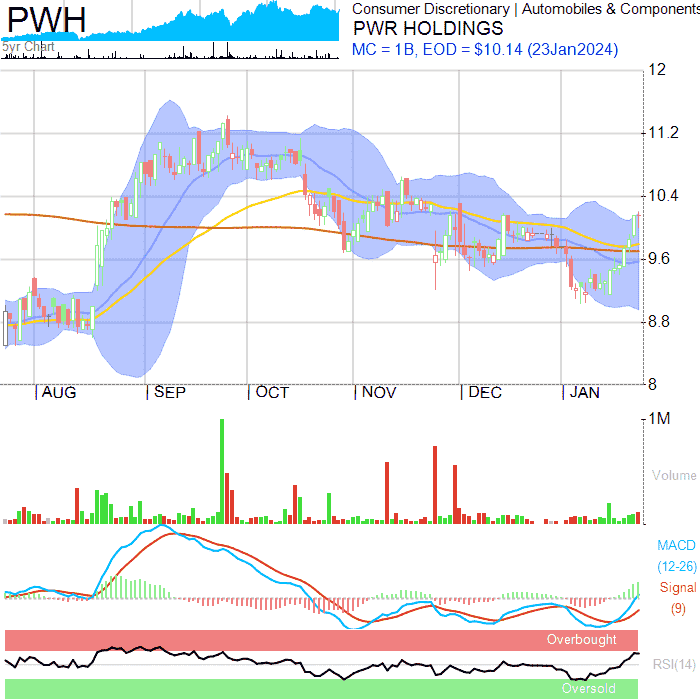 PWH
5yr Chart
Consumer Discretionary | Automobiles & Components
PWR HOLDINGS
MC = 1B, EOD = $10.14 (23Jan2024)
12
11.2
10.4
9.6
8.8
8
| AUG | SEP | OCT | NOV | DEC | JAN
1M
Volume
MACD
(12-26)
Signal
(9)
Overbought
RSI(14)
Oversold